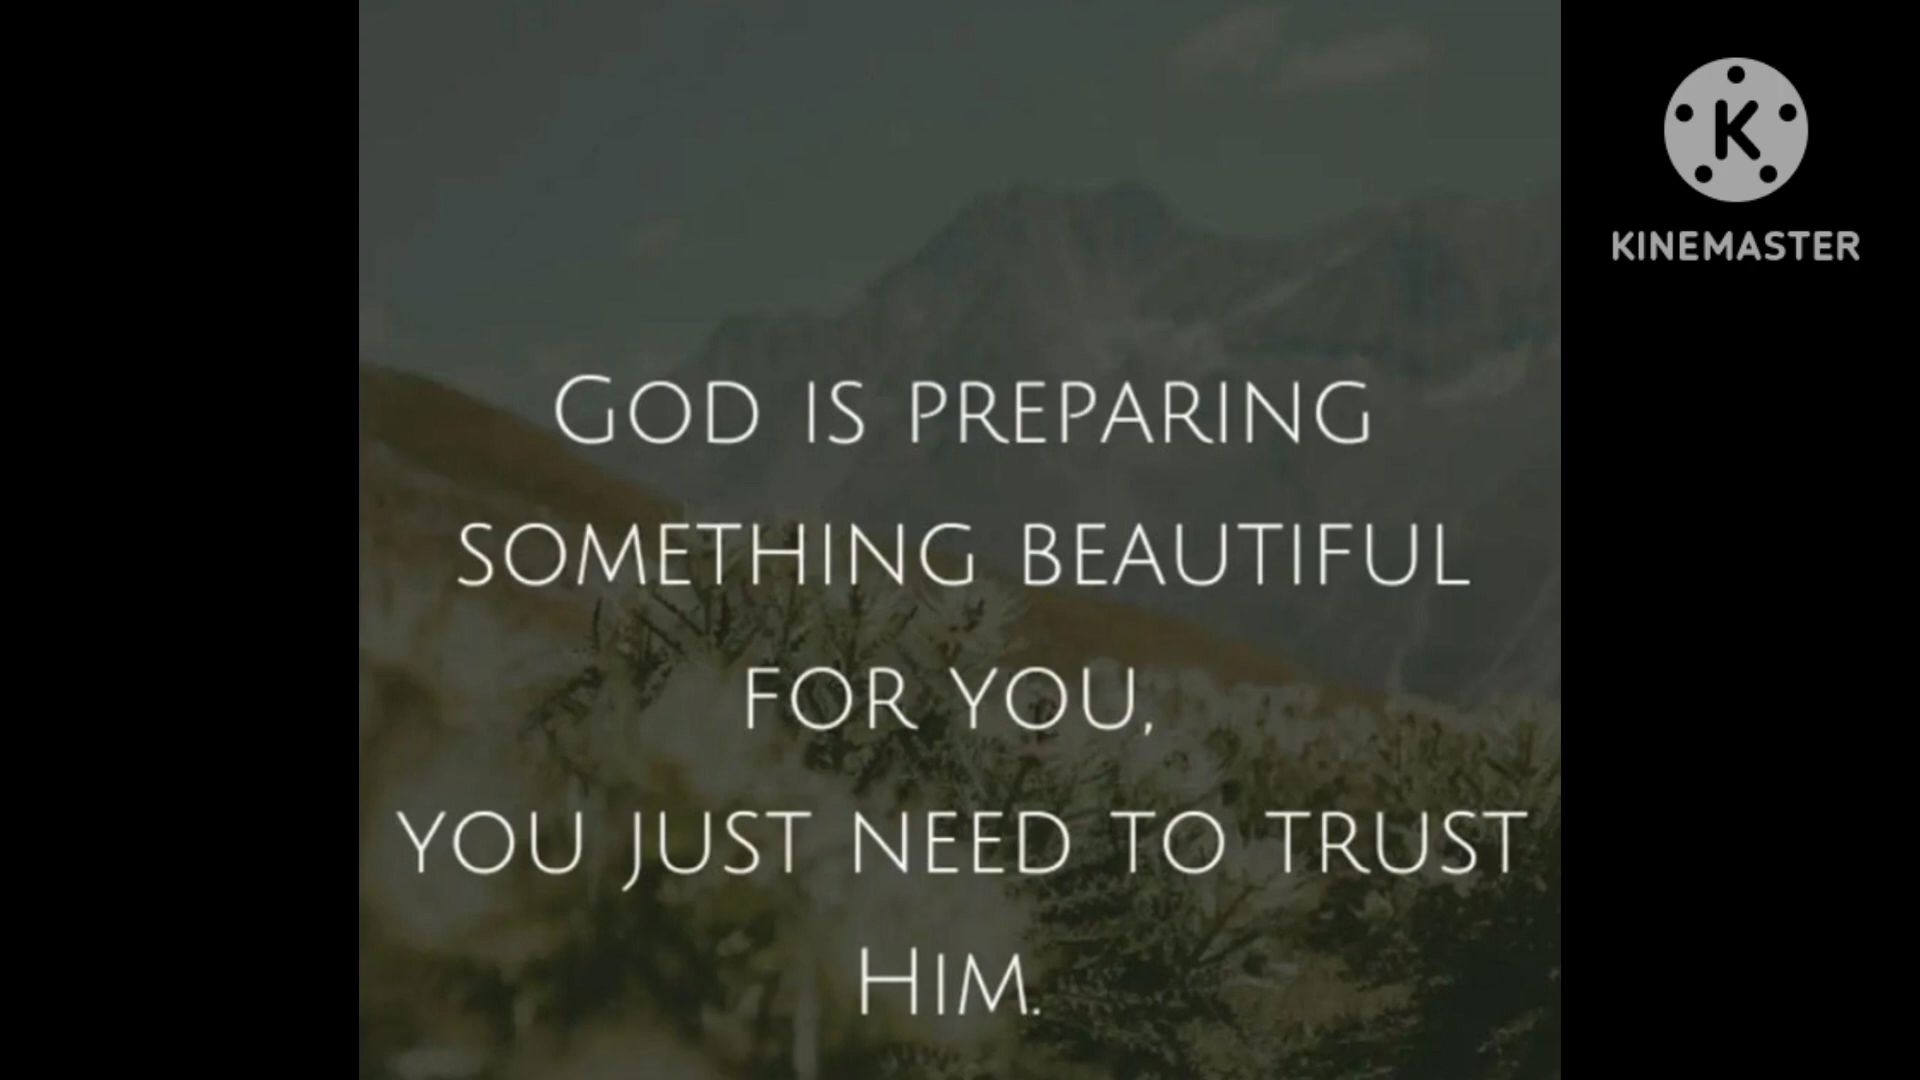 God is preparing
something beautiful
for you,
you just need to trust
Him.
K
KINEMASTER